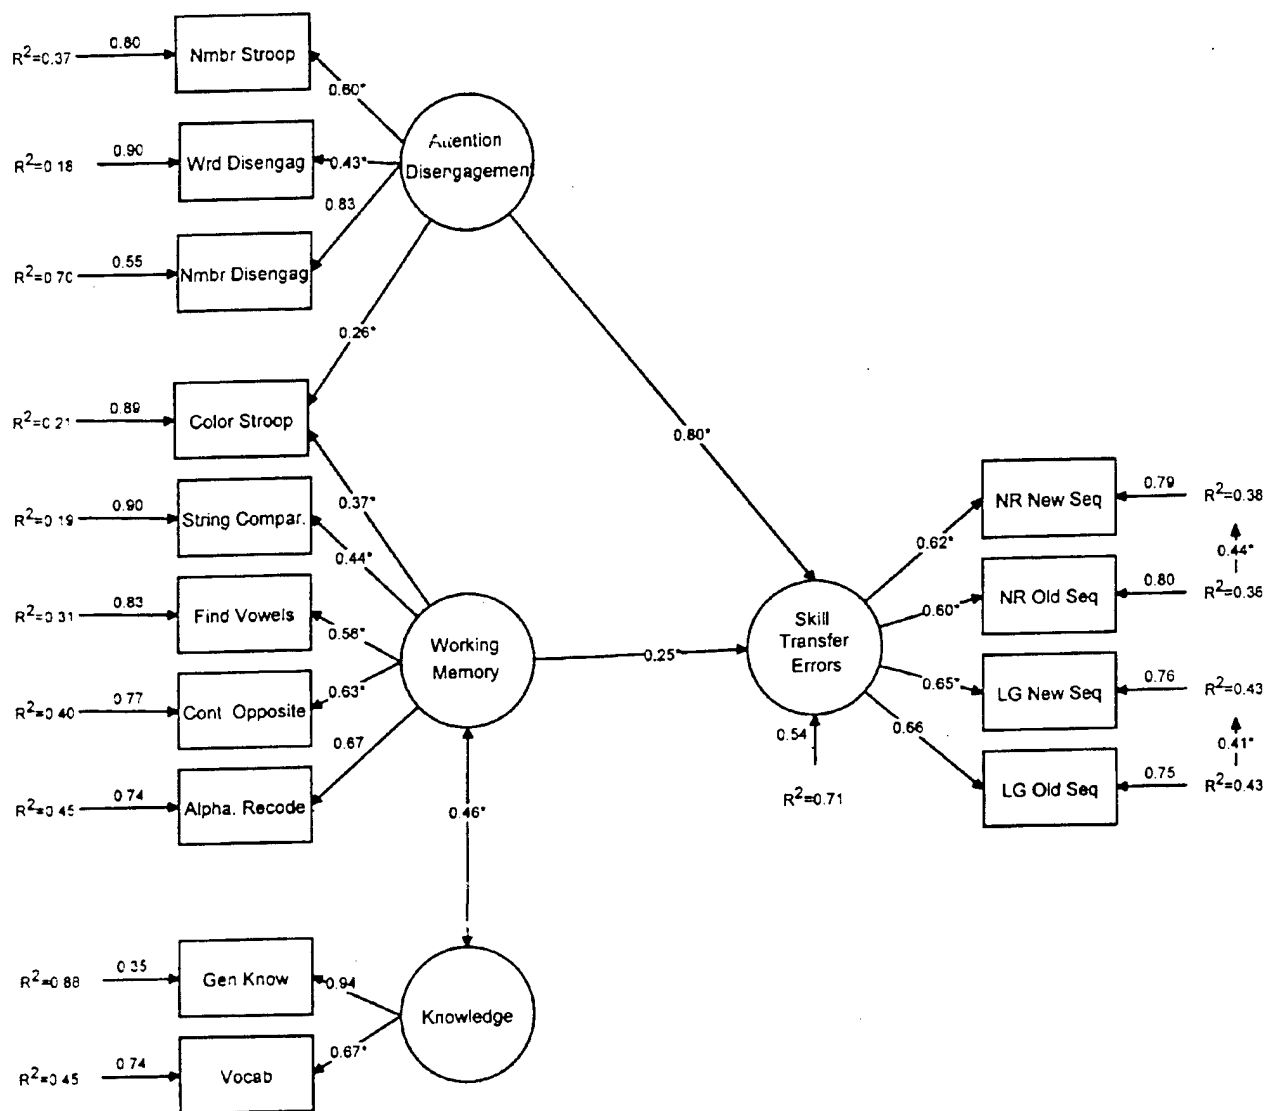 R2=0.37 0.80 Nmbr Stroop
0.60*
Attention
Disengagement
R2=0.18 0.90 Wrd Disengag 0.43*
0.83
R2=0.70 0.55 Nmbr Disengag
0.26*
R2=0.21 0.89 Color Stroop
0.80*
0.37*
R2=0.19 0.90 String Compar.
0.44*
R2=0.31 0.83 Find Vowels
0.56*
Working
Memory
R2=0.40 0.77 Cont Opposite
0.63*
0.67
R2=0.45 0.74 Alpha. Recode
0.25*
0.46*
Skill
Transfer
Errors
0.54
R2=0.71
0.62*
NR New Seq 0.79 R2=0.38
0.44*
0.60*
NR Old Seq 0.80 R2=0.36
0.65*
LG New Seq 0.76 R2=0.43
0.41*
0.66
LG Old Seq 0.75 R2=0.43
R2=0.88 0.35 Gen Know 0.94
Knowledge
0.67*
R2=0.45 0.74 Vocab